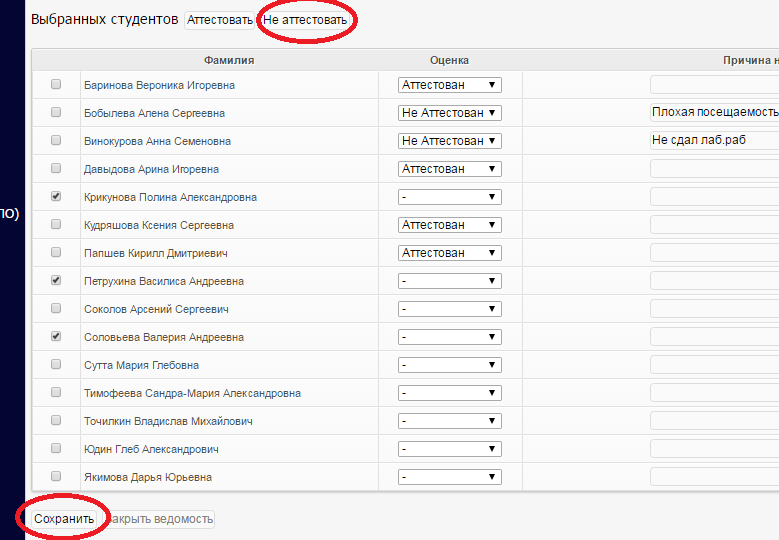 Выбранных студентов Аттестовать Не аттестовать
Фамилия Оценка Причина н
Баринова Вероника Игоревна Аттестован
Бобылева Алена Сергеевна Не Аттестован Плохая посещаемость
Винокурова Анна Семеновна Не Аттестован Не сдал лаб.раб
Давыдова Арина Игоревна Аттестован
Крикунова Полина Александровна -
ПО)
Кудряшова Ксения Сергеевна Аттестован
Папшев Кирилл Дмитриевич Аттестован
Петрухина Василиса Андреевна -
Соколов Арсений Сергеевич -
Соловьева Валерия Андреевна -
Сутта Мария Глебовна -
Тимофеева Сандра-Мария Александровна -
Точилкин Владислав Михайлович -
Юдин Глеб Александрович -
Якимова Дарья Юрьевна -
Сохранить Закрыть ведомость